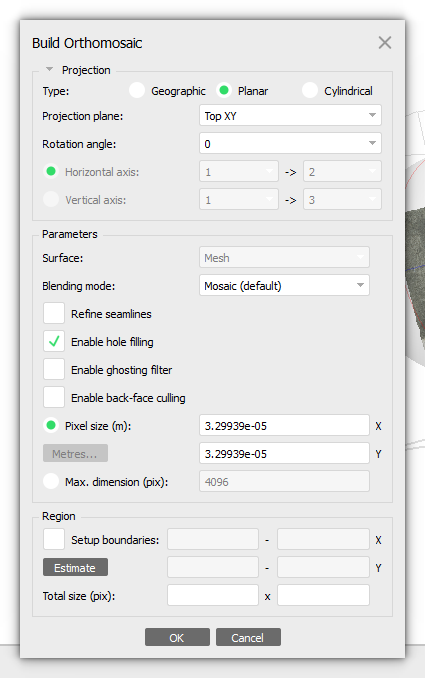 Build Orthomosaic
Projection
Type: Geographic Planar Cylindrical
Projection plane: Top XY
Rotation angle: 0
Horizontal axis: 1 -> 2
Vertical axis: 1 -> 3
Parameters
Surface: Mesh
Blending mode: Mosaic (default)
Refine seamlines
Enable hole filling
Enable ghosting filter
Enable back-face culling
Pixel size (m): 3.29939e-05 X
Metres... 3.29939e-05 Y
Max. dimension (pix): 4096
Region
Setup boundaries: - X
Estimate - Y
Total size (pix): x
OK Cancel